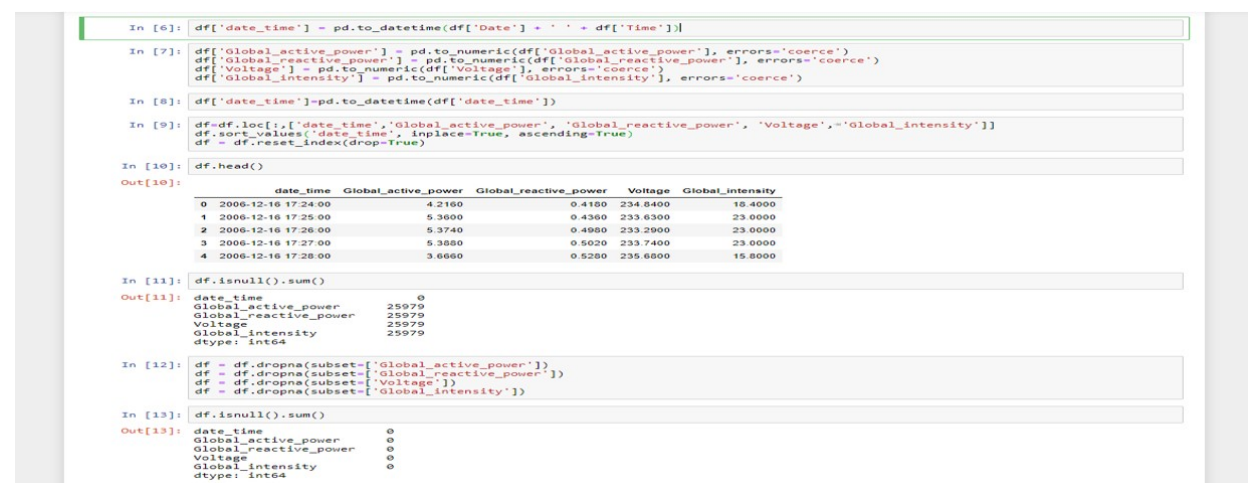 In [6]: df['date_time'] = pd.to_datetime(df['Date'] + ' ' + df['Time'])
In [7]: df['Global_active_power'] = pd.to_numeric(df['Global_active_power'], errors='coerce')
df['Global_reactive_power'] = pd.to_numeric(df['Global_reactive_power'], errors='coerce')
df['Voltage'] = pd.to_numeric(df['Voltage'], errors='coerce')
df['Global_intensity'] = pd.to_numeric(df['Global_intensity'], errors='coerce')
In [8]: df['date_time']=pd.to_datetime(df['date_time'])
In [9]: df=df.loc[:,['date_time','Global_active_power', 'Global_reactive_power', 'Voltage', 'Global_intensity']]
df.sort_values('date_time', inplace=True, ascending=True)
df = df.reset_index(drop=True)
In [10]: df.head()
Out[10]:
date_time Global_active_power Global_reactive_power Voltage Global_intensity
0 2006-12-16 17:24:00 4.2160 0.4180 234.8400 18.4000
1 2006-12-16 17:25:00 5.3600 0.4360 233.6300 23.0000
2 2006-12-16 17:26:00 5.3740 0.4980 233.2900 23.0000
3 2006-12-16 17:27:00 5.3880 0.5020 233.7400 23.0000
4 2006-12-16 17:28:00 3.6660 0.5280 235.6800 15.8000
In [11]: df.isnull().sum()
Out[11]: date_time 0
Global_active_power 25979
Global_reactive_power 25979
Voltage 25979
Global_intensity 25979
dtype: int64
In [12]: df = df.dropna(subset=['Global_active_power'])
df = df.dropna(subset=['Global_reactive_power'])
df = df.dropna(subset=['Voltage'])
df = df.dropna(subset=['Global_intensity'])
In [13]: df.isnull().sum()
Out[13]: date_time 0
Global_active_power 0
Global_reactive_power 0
Voltage 0
Global_intensity 0
dtype: int64